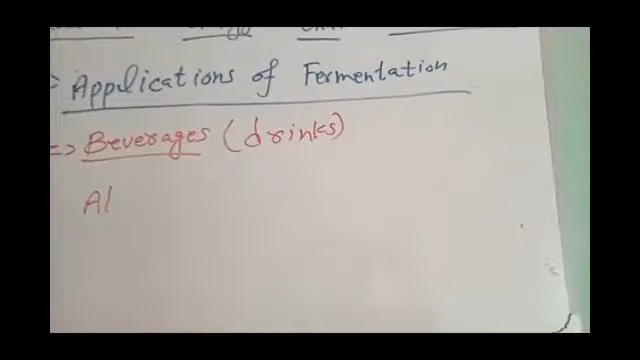 Applications of Fermentation
=> Beverages (drinks)
Al